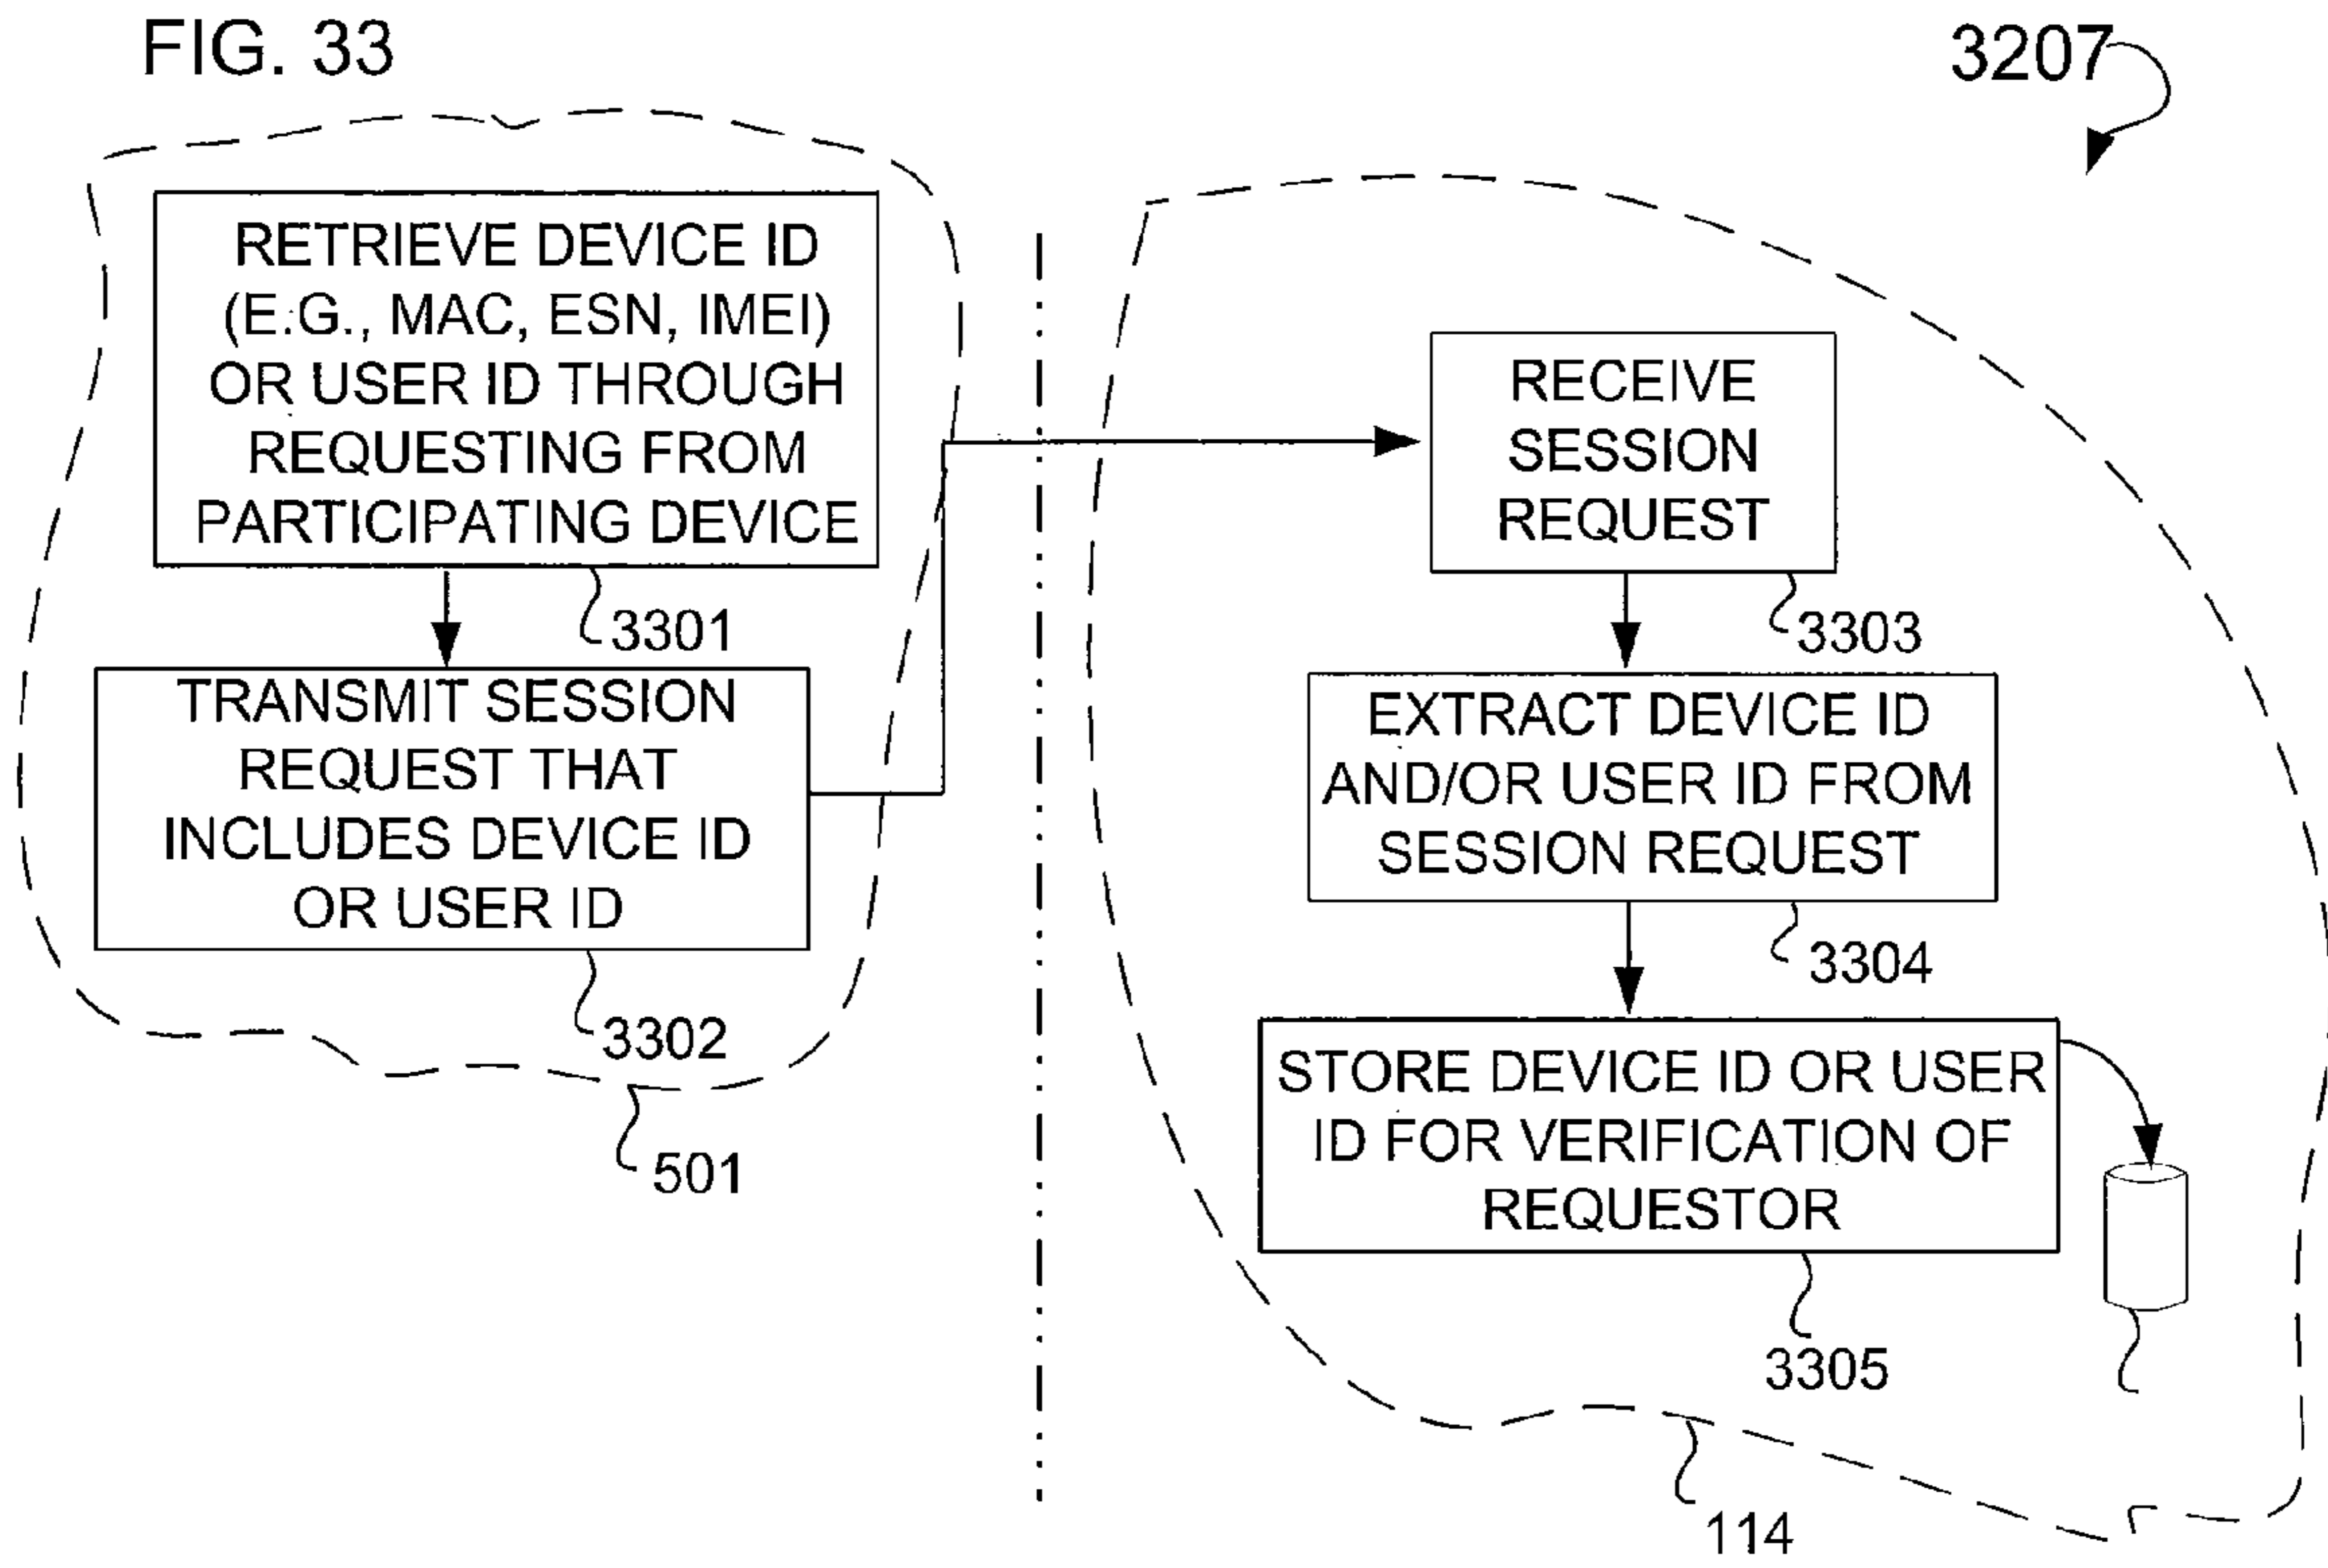 FIG. 33
3207
RETRIEVE DEVICE ID
(E.G., MAC, ESN, IMEI)
OR USER ID THROUGH
REQUESTING FROM
PARTICIPATING DEVICE
3301
TRANSMIT SESSION
REQUEST THAT
INCLUDES DEVICE ID
OR USER ID
3302
501
RECEIVE
SESSION
REQUEST
3303
EXTRACT DEVICE ID
AND/OR USER ID FROM
SESSION REQUEST
3304
STORE DEVICE ID OR USER
ID FOR VERIFICATION OF
REQUESTOR
3305
114